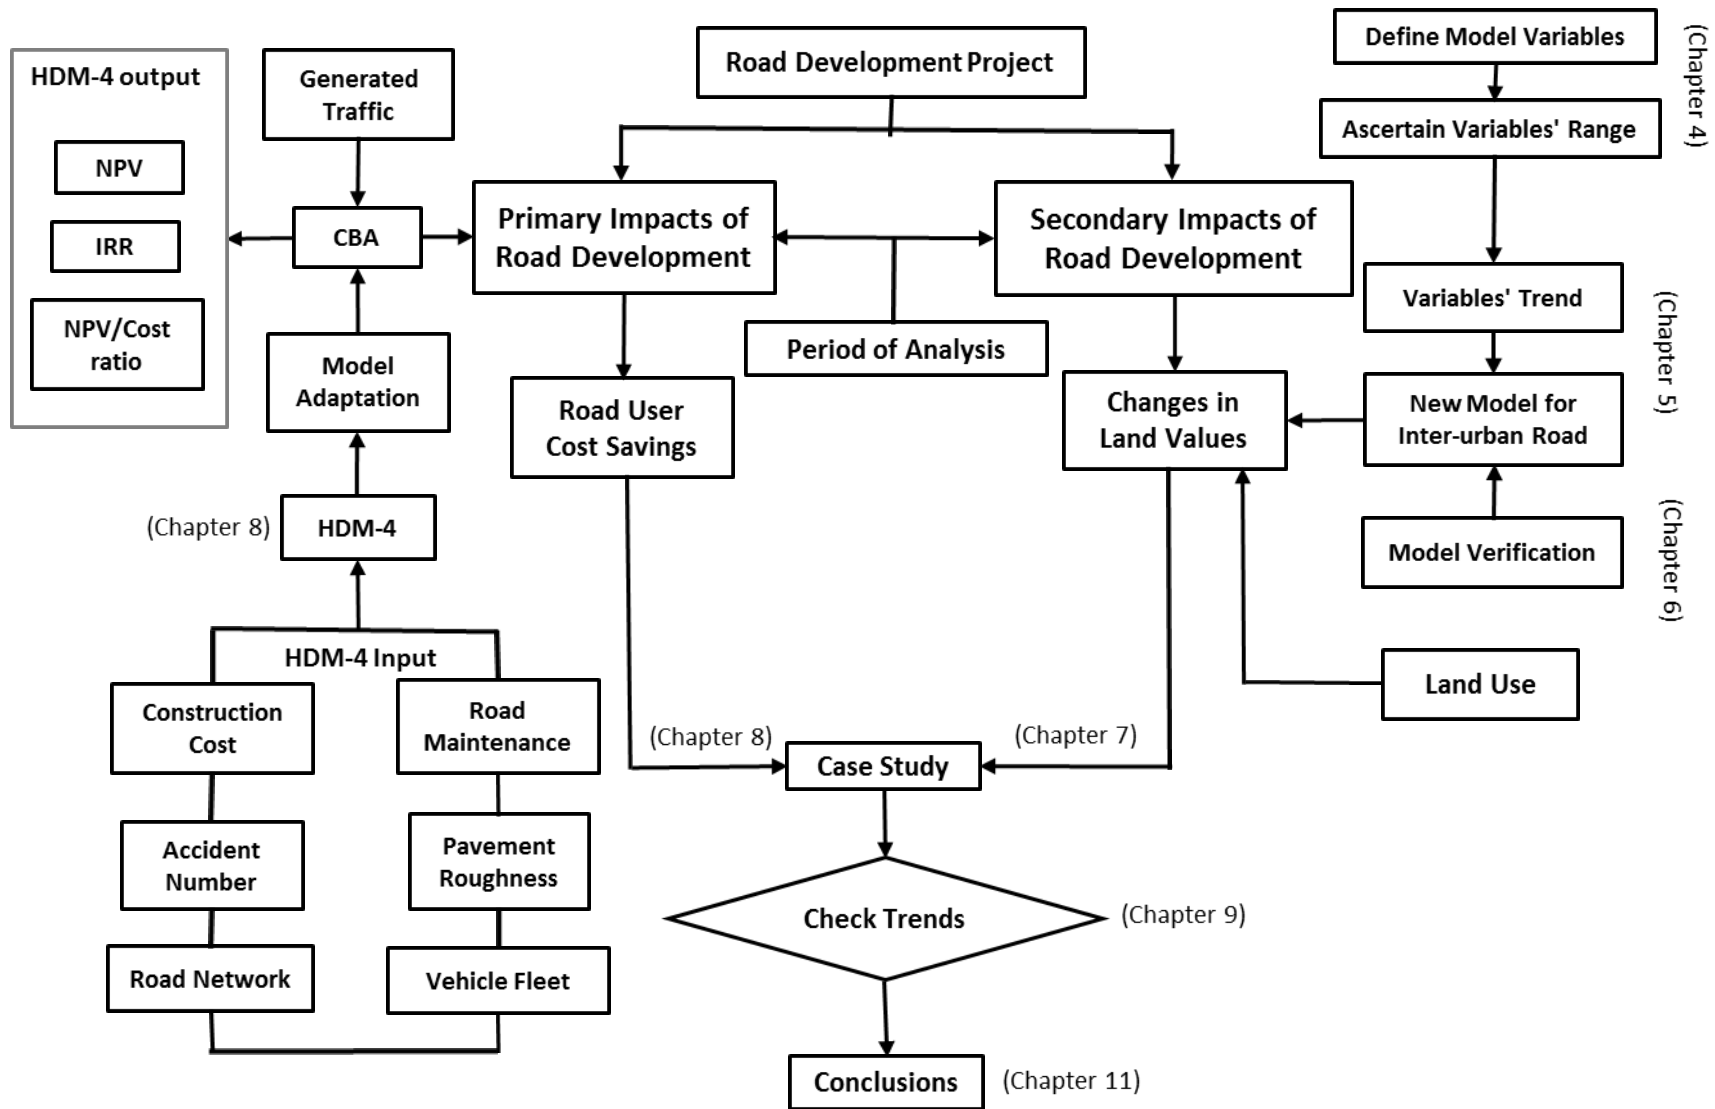 HDM-4 output
NPV
IRR
NPV/Cost
ratio
Generated
Traffic
CBA
Model
Adaptation
(Chapter 8)
HDM-4
HDM-4 Input
Construction
Cost
Road
Maintenance
Accident
Number
Pavement
Roughness
Road Network
Vehicle Fleet
Road Development Project
Primary Impacts of
Road Development
Secondary Impacts of
Road Development
Period of Analysis
Road User
Cost Savings
Changes in
Land Values
Define Model Variables
Ascertain Variables' Range
(Chapter 4)
Variables' Trend
New Model for
Inter-urban Road
(Chapter 5)
Model Verification
(Chapter 6)
Land Use
(Chapter 8)
(Chapter 7)
Case Study
Check Trends
(Chapter 9)
Conclusions
(Chapter 11)